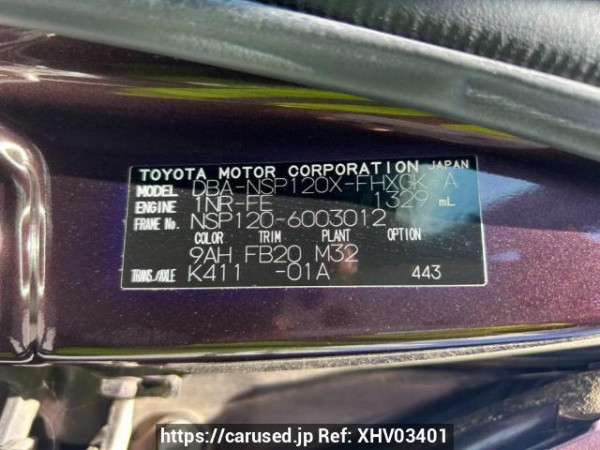 TOYOTA MOTOR CORPORATION JAPAN
MODEL DBA-NSP120X-FHXGK-A
ENGINE 1NR-FE 1329 mL
FRAME No. NSP120-6003012
COLOR TRIM PLANT OPTION
9AH FB20 M32
TRANS./AXLE K411 -01A 443
https://carused.jp Ref: XHV03401